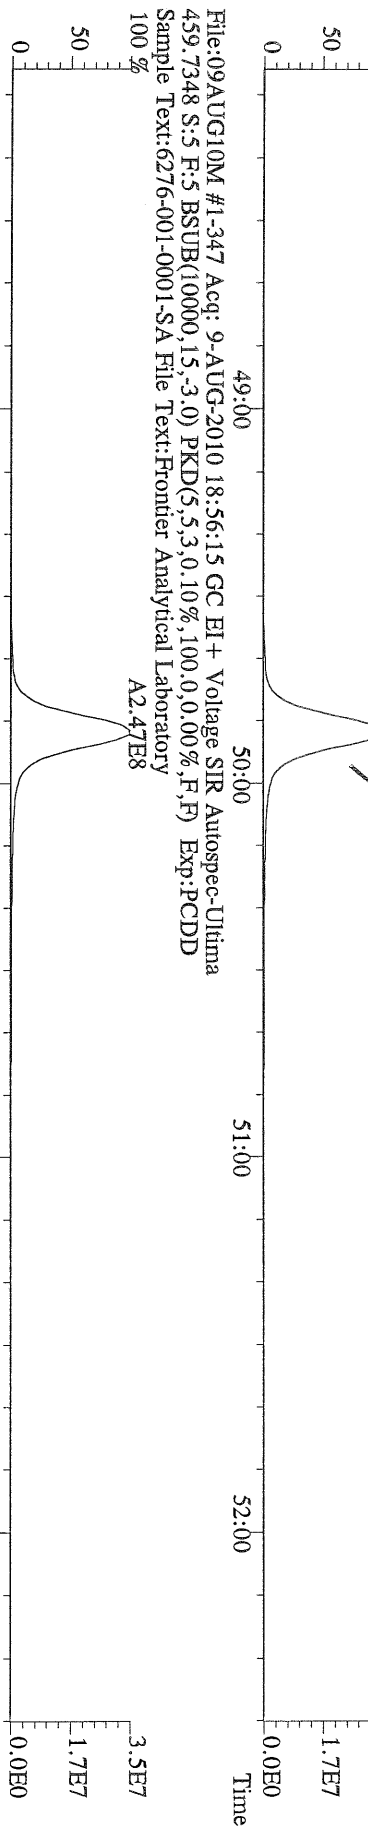 50
1.7E7
0
0.0E0
49:00
50:00
51:00
52:00
Time
File:09AUG10M #1-347 Acq: 9-AUG-2010 18:56:15 GC EI+ Voltage SIR Autospec-Ultima
459.7348 S:5 F:5 BSUB(10000,15,-3.0) PKD(5,5,3,0.10%,100.0,0.00%,F,F) Exp:PCDD
Sample Text:6276-001-0001-SA File Text:Frontier Analytical Laboratory
100 %
A2.47E8
3.5E7
50
1.7E7
0
0.0E0